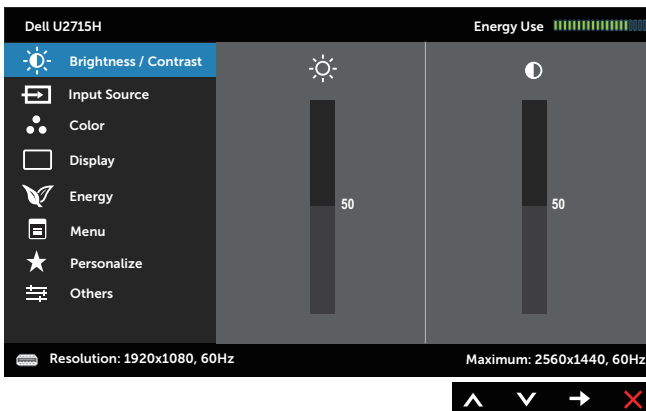 Dell U2715H Energy Use
Brightness / Contrast
Input Source
Color
Display
Energy
50 50
Menu
Personalize
Others
Resolution: 1920x1080, 60Hz Maximum: 2560x1440, 60Hz